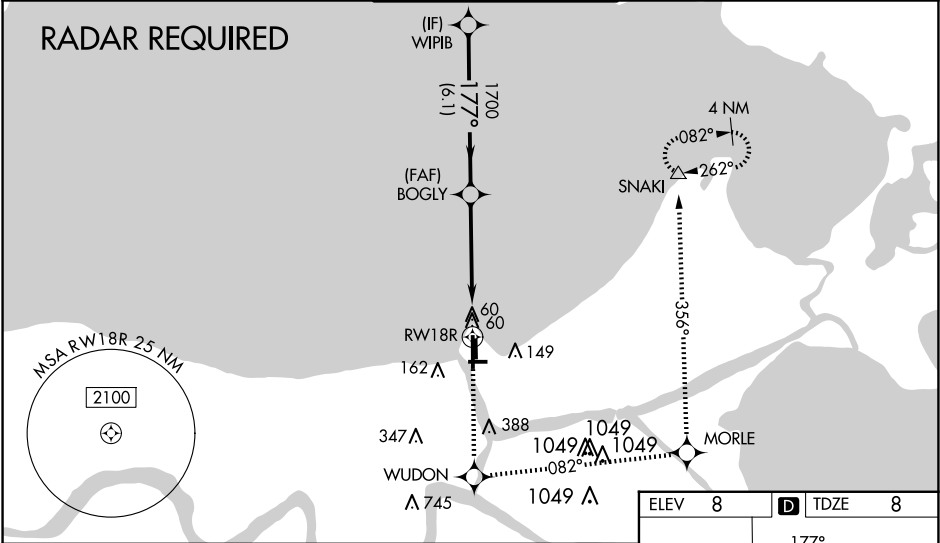 RADAR REQUIRED
(IF)
WIPIB
1700
177°
(6.1)
4 NM
082°
262°
SNAKI
(FAF)
BOGLY
356°
60
60
RW18R
149
162
MSA RW18R 25 NM
2100
388
347
1049
1049
1049
MORLE
082°
WUDON
745
1049
ELEV 8 D TDZE 8
177°